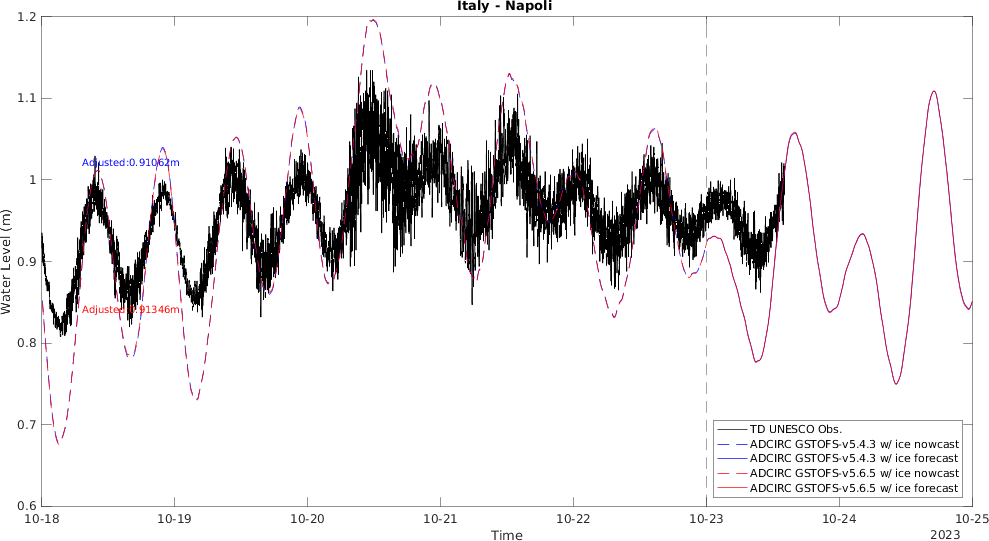 Italy - Napoli
1.2
1.1
1
0.9
0.8
0.7
0.6
Water Level (m)
Adjusted:0.91062m
Adjusted:0.91346m
TD UNESCO Obs.
ADCIRC GSTOFS-v5.4.3 w/ ice nowcast
ADCIRC GSTOFS-v5.4.3 w/ ice forecast
ADCIRC GSTOFS-v5.6.5 w/ ice nowcast
ADCIRC GSTOFS-v5.6.5 w/ ice forecast
10-18 10-19 10-20 10-21 10-22 10-23 10-24 10-25
Time
2023